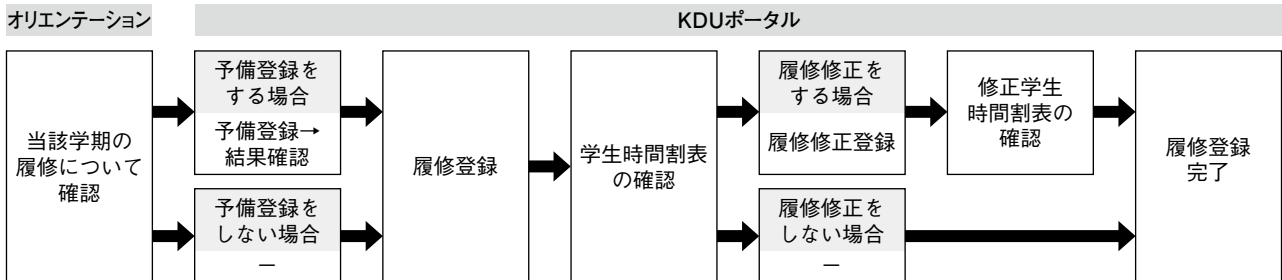 オリエンテーション
KDUポータル
当該学期の
履修について
確認
予備登録を
する場合
予備登録→
結果確認
予備登録を
しない場合
―
履修登録
学生時間割表
の確認
履修修正を
する場合
履修修正登録
履修修正を
しない場合
―
修正学生
時間割表の
確認
履修登録
完了